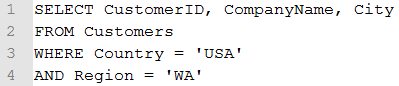 1 SELECT CustomerID, CompanyName, City
2 FROM Customers
3 WHERE Country = 'USA'
4 AND Region = 'WA'